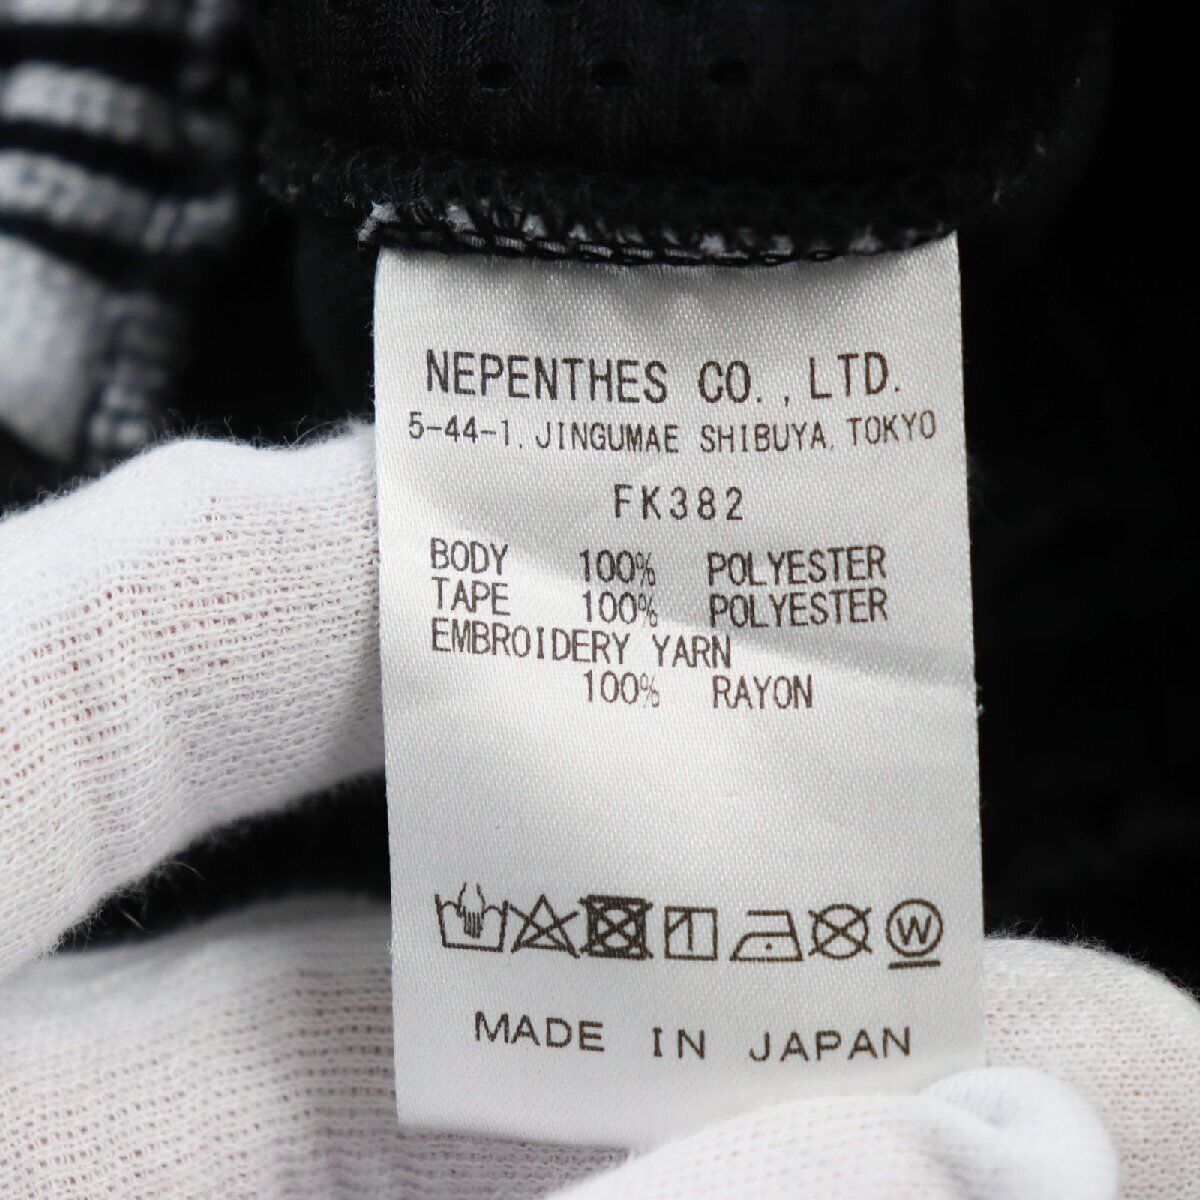 NEPENTHES CO., LTD.
5-44-1, JINGUMAE SHIBUYA, TOKYO
FK382
BODY 100% POLYESTER
TAPE 100% POLYESTER
EMBROIDERY YARN
100% RAYON
W
MADE IN JAPAN